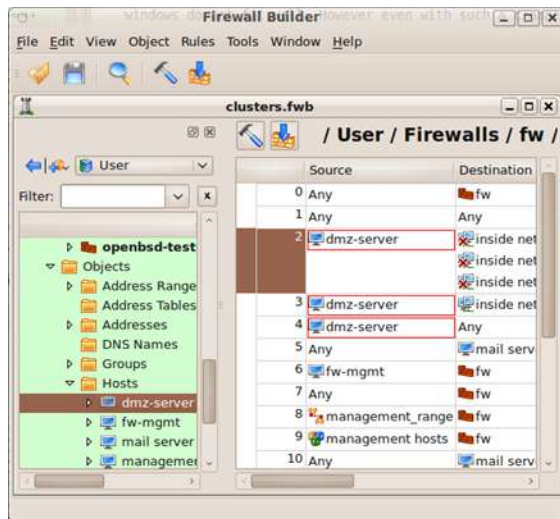 Firewall Builder
File Edit View Object Rules Tools Window Help
clusters.fwb
/ User / Firewalls / fw /
User
Filter:
openbsd-test
Objects
Address Range
Address Tables
Addresses
DNS Names
Groups
Hosts
dmz-server
fw-mgmt
mail server
managemer
Source Destination
0 Any fw
1 Any Any
2 dmz-server inside net
inside net
inside net
3 dmz-server inside net
4 dmz-server Any
5 Any mail serv
6 fw-mgmt fw
7 Any fw
8 management_range fw
9 management hosts fw
10 Any mail serv